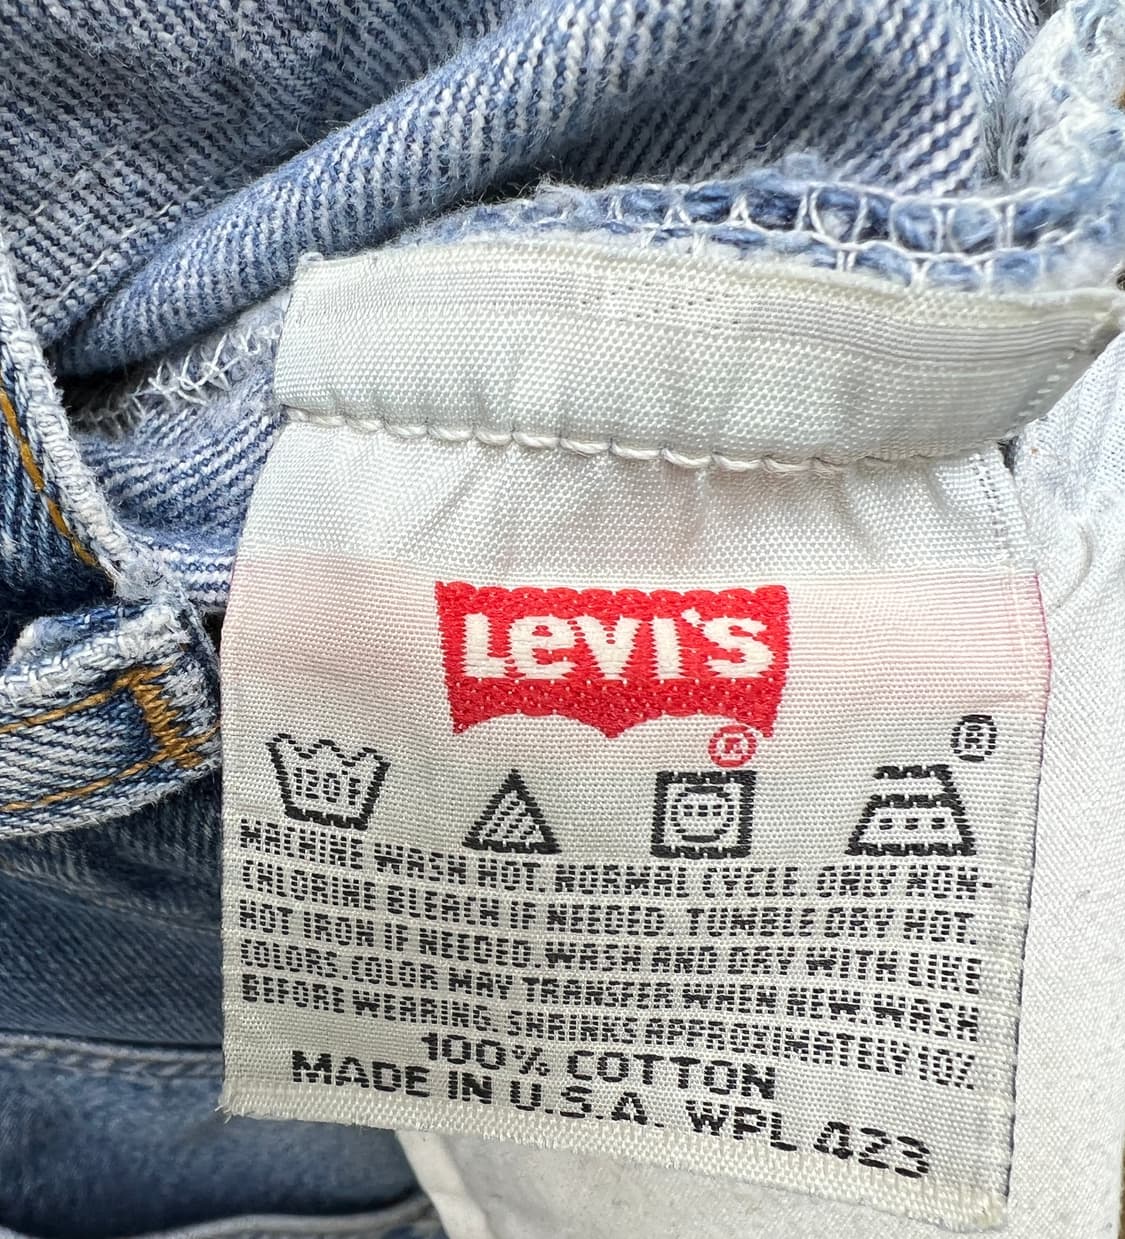 Levi's
®
®
120F
MACHINE WASH HOT. NORMAL CYCLE. ONLY NON-
CHLORINE BLEACH IF NEEDED. TUMBLE DRY HOT.
HOT IRON IF NEEDED. WASH AND DRY WITH LIKE
COLORS. COLOR MAY TRANSFER WHEN NEW. WASH
BEFORE WEARING. SHRINKS APPROXIMATELY 10%
100% COTTON
MADE IN U.S.A. WPL 423